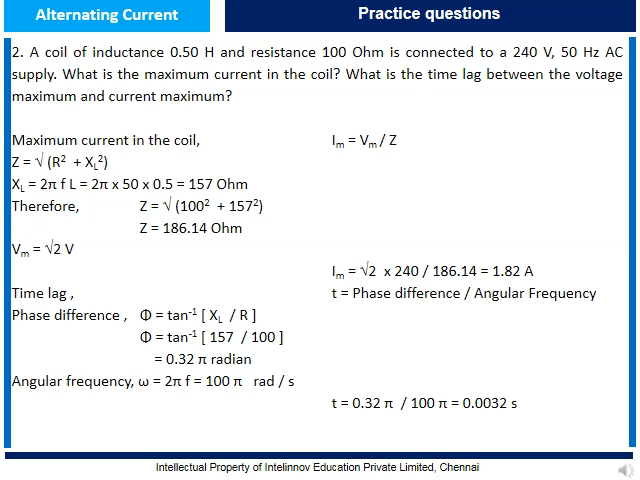 Alternating Current
Practice questions
2. A coil of inductance 0.50 H and resistance 100 Ohm is connected to a 240 V, 50 Hz AC
supply. What is the maximum current in the coil? What is the time lag between the voltage
maximum and current maximum?
Maximum current in the coil, Iₘ = Vₘ / Z
Z = √ (R² + X_L²)
X_L = 2π f L = 2π x 50 x 0.5 = 157 Ohm
Therefore, Z = √ (100² + 157²)
Z = 186.14 Ohm
Vₘ = √2 V
Iₘ = √2 x 240 / 186.14 = 1.82 A
Time lag , t = Phase difference / Angular Frequency
Phase difference , Φ = tan⁻¹ [ X_L / R ]
Φ = tan⁻¹ [ 157 / 100 ]
= 0.32 π radian
Angular frequency, ω = 2π f = 100 π rad / s
t = 0.32 π / 100 π = 0.0032 s
Intellectual Property of Intelinnov Education Private Limited, Chennai